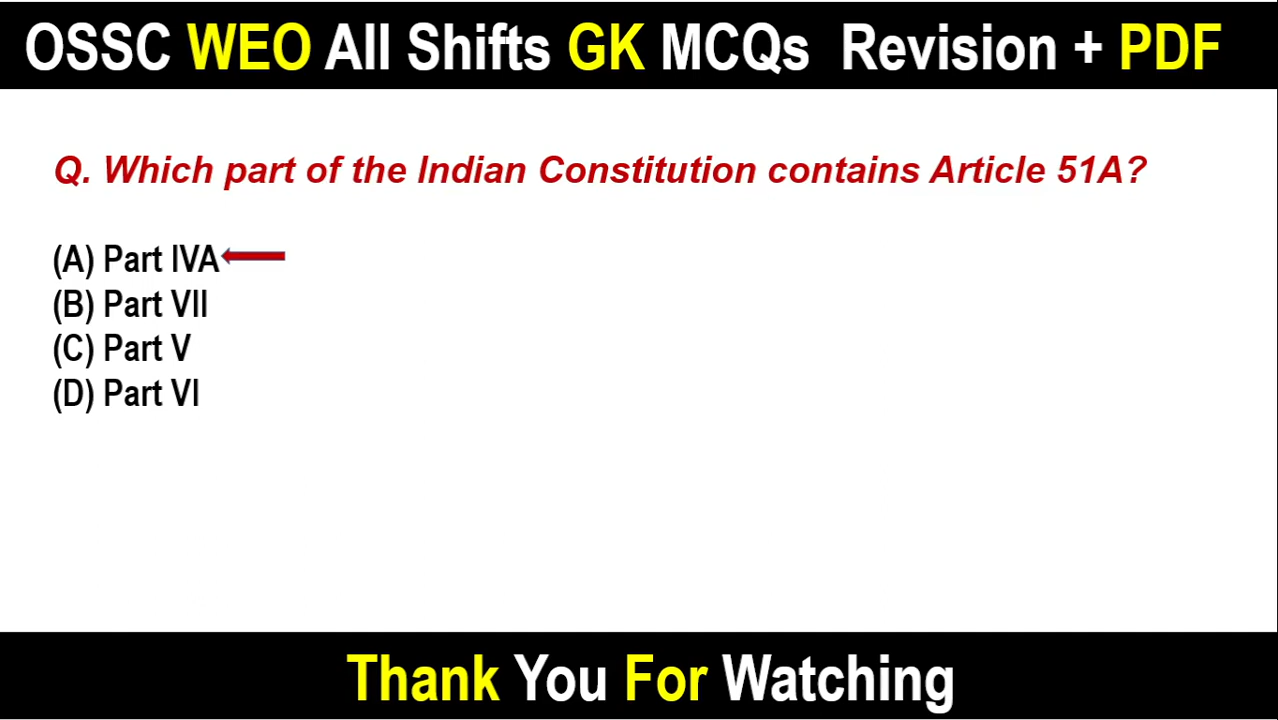 OSSC WEO All Shifts GK MCQs Revision + PDF
Q. Which part of the Indian Constitution contains Article 51A?
(A) Part IVA
(B) Part VII
(C) Part V
(D) Part VI
Thank You For Watching